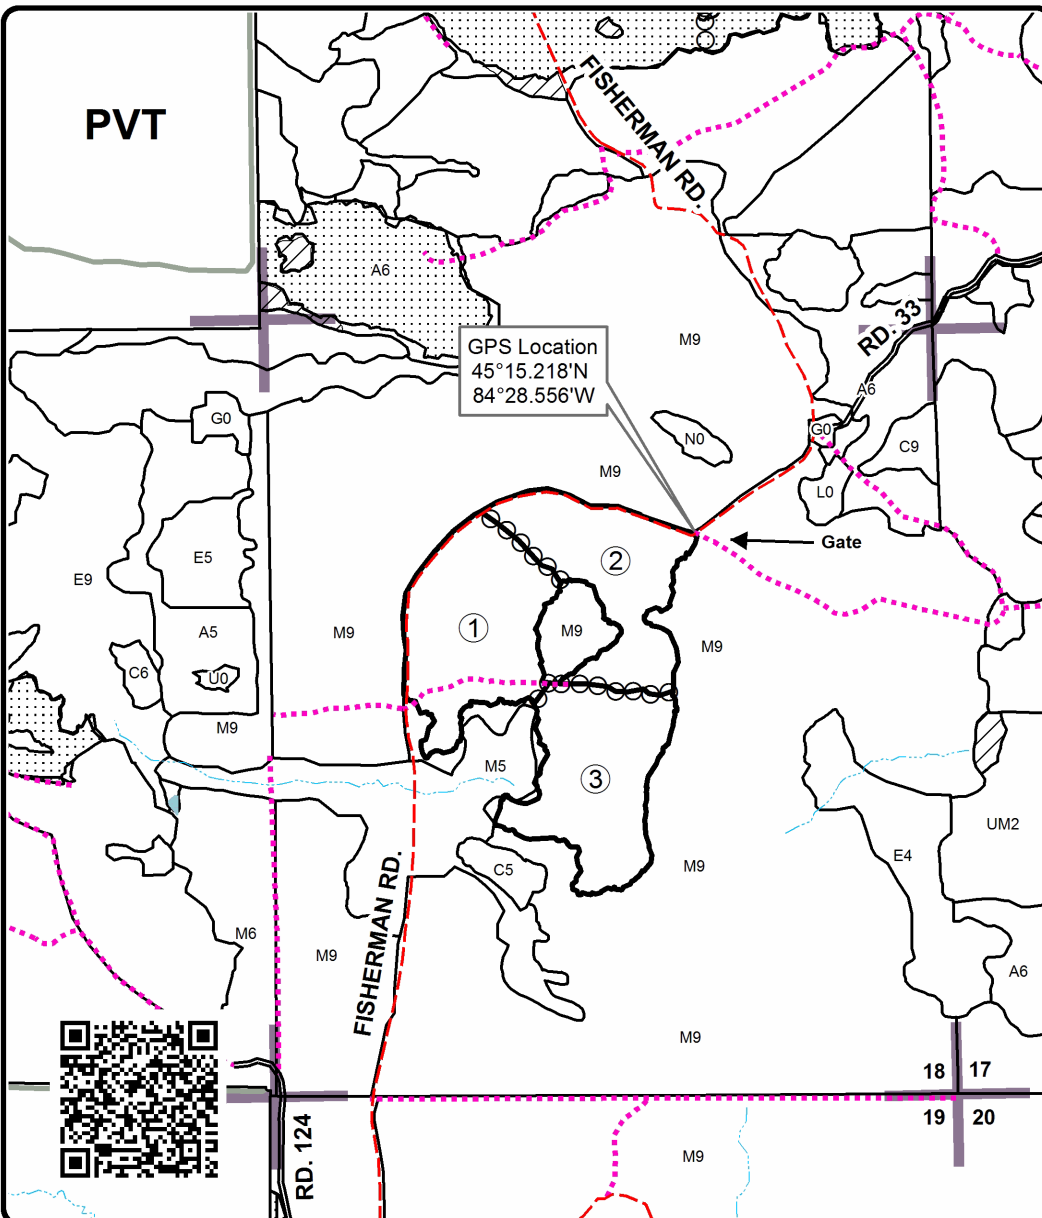 FISHERMAN RD.
PVT
A6
RD. 33
M9
GPS Location
45°15.218'N
84°28.556'W
A6
G0
G0
N0
C9
M9
L0
Gate
E5
2
E9
1
M9
A5
M9
M9
C6
U0
M9
M5
3
UM2
E4
M9
C5
FISHERMAN RD.
M6
M9
A6
M9
18 17
19 20
RD. 124
M9